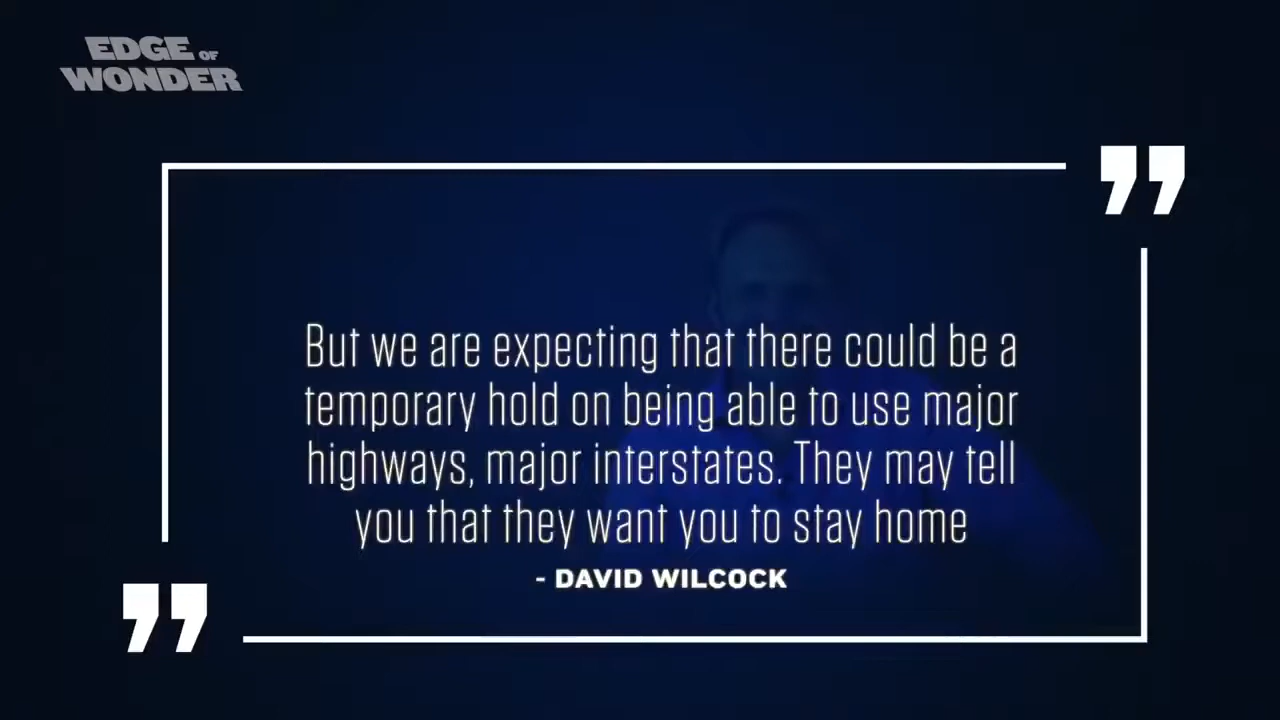 EDGE OF
WONDER
”
But we are expecting that there could be a
temporary hold on being able to use major
highways, major interstates. They may tell
you that they want you to stay home
- DAVID WILCOCK
”